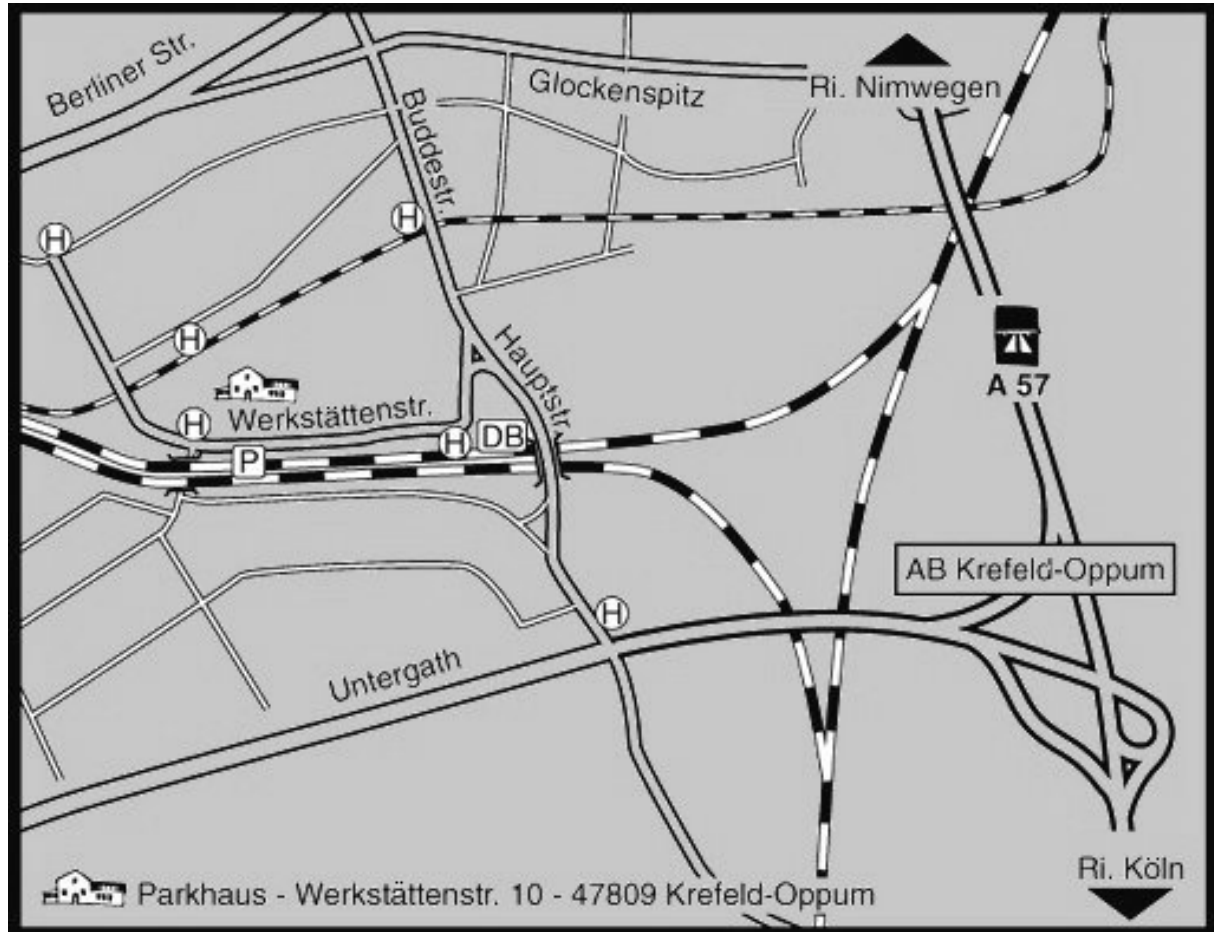 Berliner Str.
Glockenspitz
Ri. Nimwegen
Buddestr.
H
H
H
Hauptstr.
A 57
Werkstättenstr.
H
H
DB
P
AB Krefeld-Oppum
H
Untergath
Ri. Köln
Parkhaus - Werkstättenstr. 10 - 47809 Krefeld-Oppum